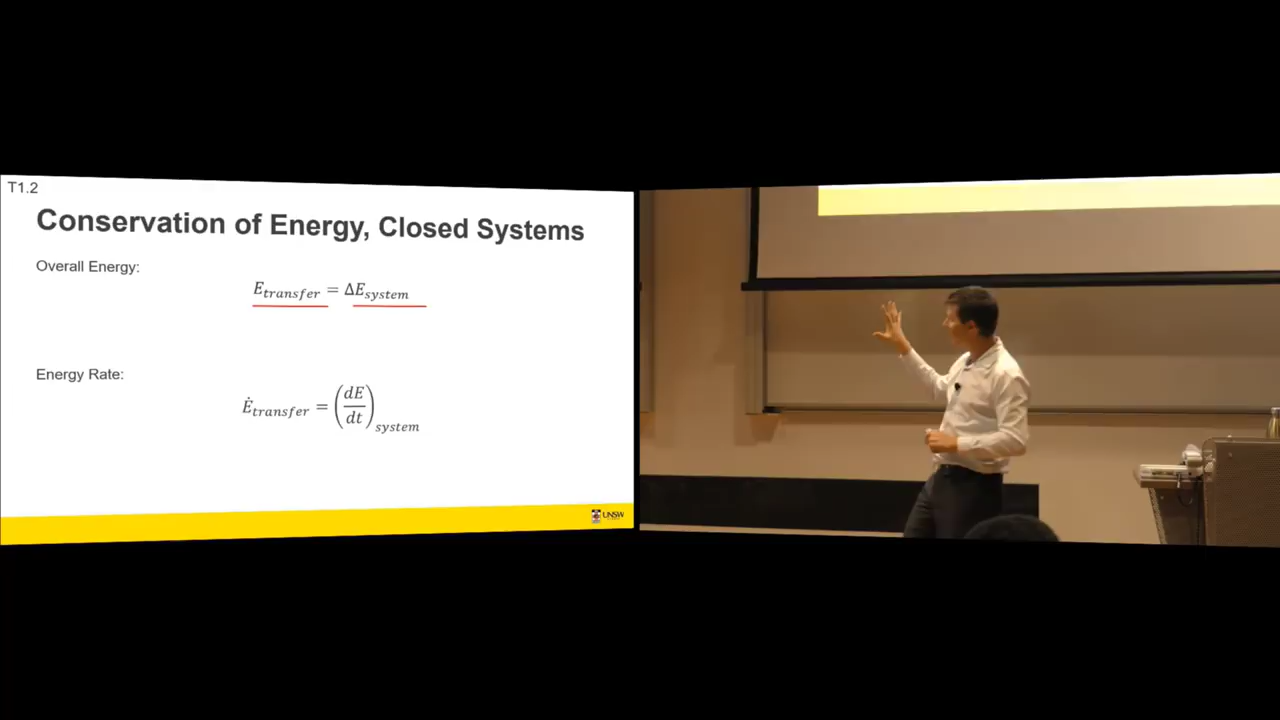 T1.2
Conservation of Energy, Closed Systems
Overall Energy:
E_transfer = ΔE_system
Energy Rate:
Ė_transfer = (dE/dt)_system
UNSW